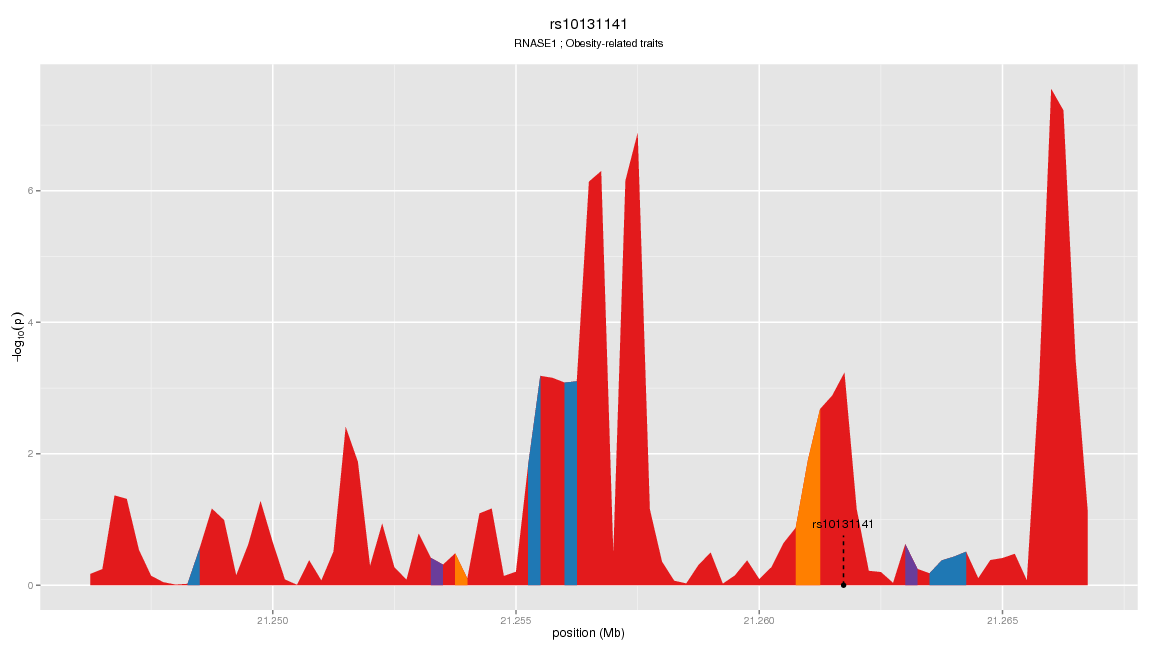 rs10131141
RNASE1 ; Obesity-related traits
−log10(p)
6
4
2
0
rs10131141
21.250 21.255 21.260 21.265
position (Mb)